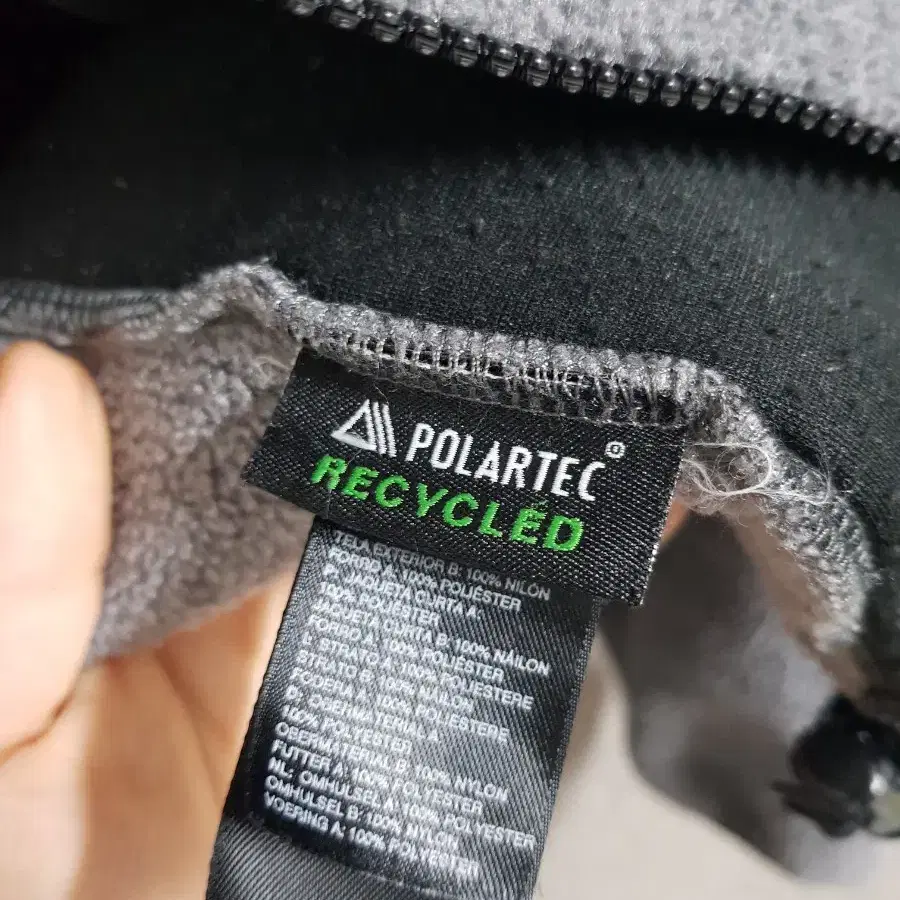 POLARTEC®
RECYCLED
TELA EXTERIOR B: 100% NILÓN
FORRO A: 100% POLIÉSTER
P: JAQUETA CURTA A:
100% POLIÉSTER
JAQUETA CURTA B: 100% NÁILON
FORRO A: 100% POLIÉSTER
I: STRATO A: 100% POLIESTERE
STRATO B: 100% NAILON
FODERA A: 100% POLIESTERE
D: OBERMATERIAL A:
100% POLYESTER
OBERMATERIAL B: 100% NYLON
FUTTER A: 100% POLYESTER
NL: OMHULSEL A: 100% POLYESTER
OMHULSEL B: 100% NYLON
VOERING A: 100% POLYESTER